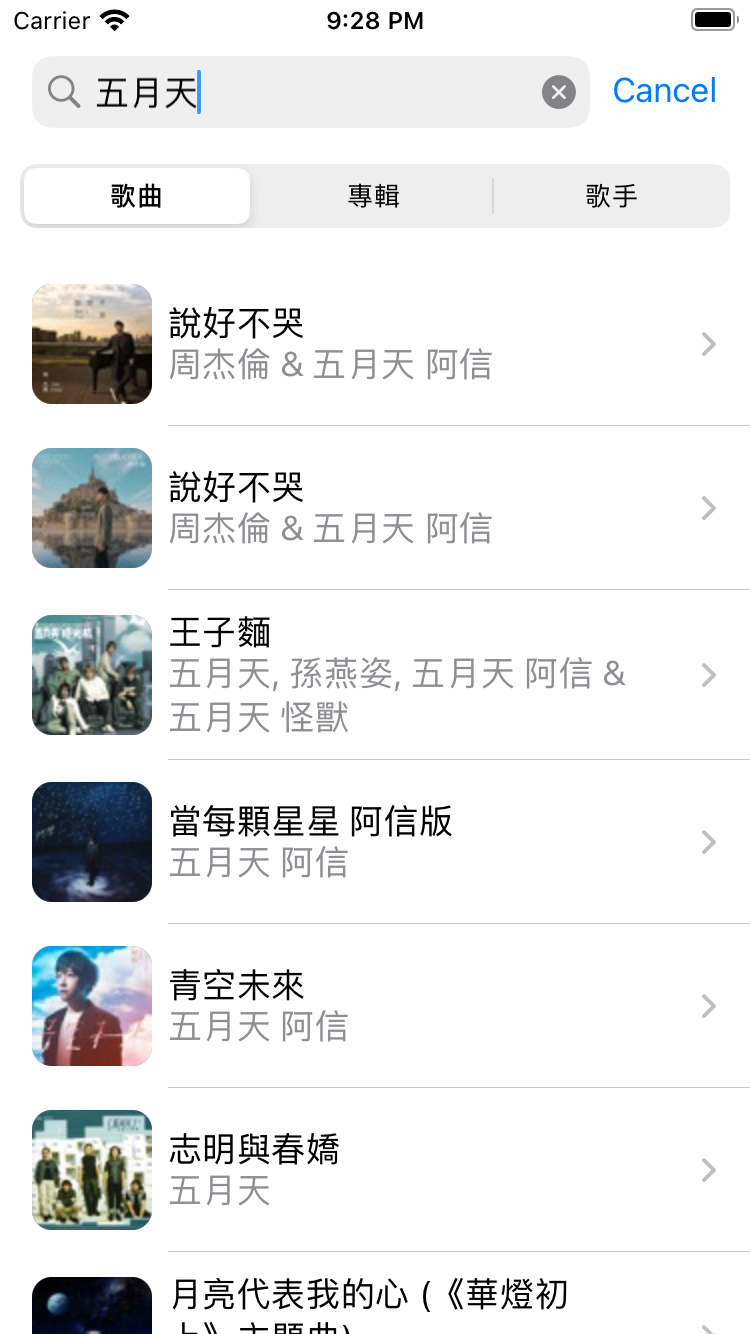 Carrier 9:28 PM
五月天 Cancel
歌曲 專輯 歌手
說好不哭
周杰倫 & 五月天 阿信
說好不哭
周杰倫 & 五月天 阿信
王子麵
五月天, 孫燕姿, 五月天 阿信 &
五月天 怪獸
當每顆星星 阿信版
五月天 阿信
青空未來
五月天 阿信
志明與春嬌
五月天
月亮代表我的心 (《華燈初
上》主題曲)